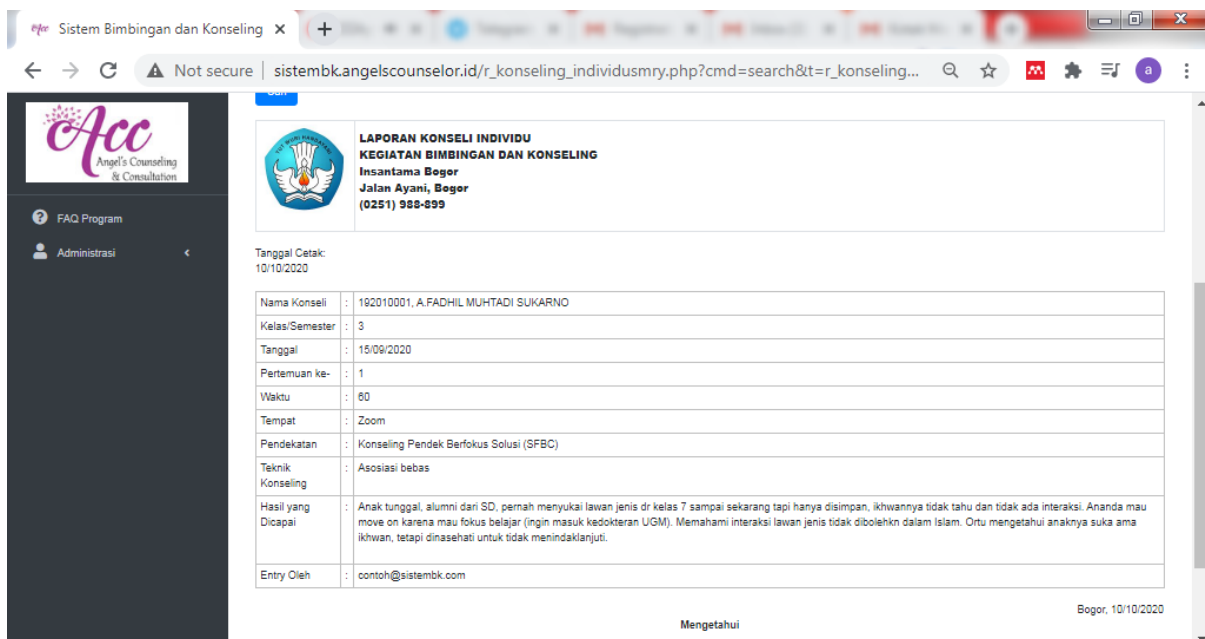 Sistem Bimbingan dan Konseling
Not secure | sistembk.angelscounselor.id/r_konseling_individusmry.php?cmd=search&t=r_konseling...
a
Acc
Angel's Counseling
& Consultation
FAQ Program
Administrasi
TUT WURI HANDAYANI
LAPORAN KONSELI INDIVIDU
KEGIATAN BIMBINGAN DAN KONSELING
Insantama Bogor
Jalan Ayani, Bogor
(0251) 988-899
Tanggal Cetak:
10/10/2020
Nama Konseli : 192010001, A.FADHIL MUHTADI SUKARNO
Kelas/Semester : 3
Tanggal : 15/09/2020
Pertemuan ke- : 1
Waktu : 60
Tempat : Zoom
Pendekatan : Konseling Pendek Berfokus Solusi (SFBC)
Teknik : Asosiasi bebas
Konseling
Hasil yang : Anak tunggal, alumni dari SD, pernah menyukai lawan jenis dr kelas 7 sampai sekarang tapi hanya disimpan, ikhwannya tidak tahu dan tidak ada interaksi. Ananda mau
Dicapai move on karena mau fokus belajar (ingin masuk kedokteran UGM). Memahami interaksi lawan jenis tidak dibolehkn dalam Islam. Ortu mengetahui anaknya suka ama
ikhwan, tetapi dinasehati untuk tidak menindaklanjuti.
Entry Oleh : contoh@sistembk.com
Bogor, 10/10/2020
Mengetahui